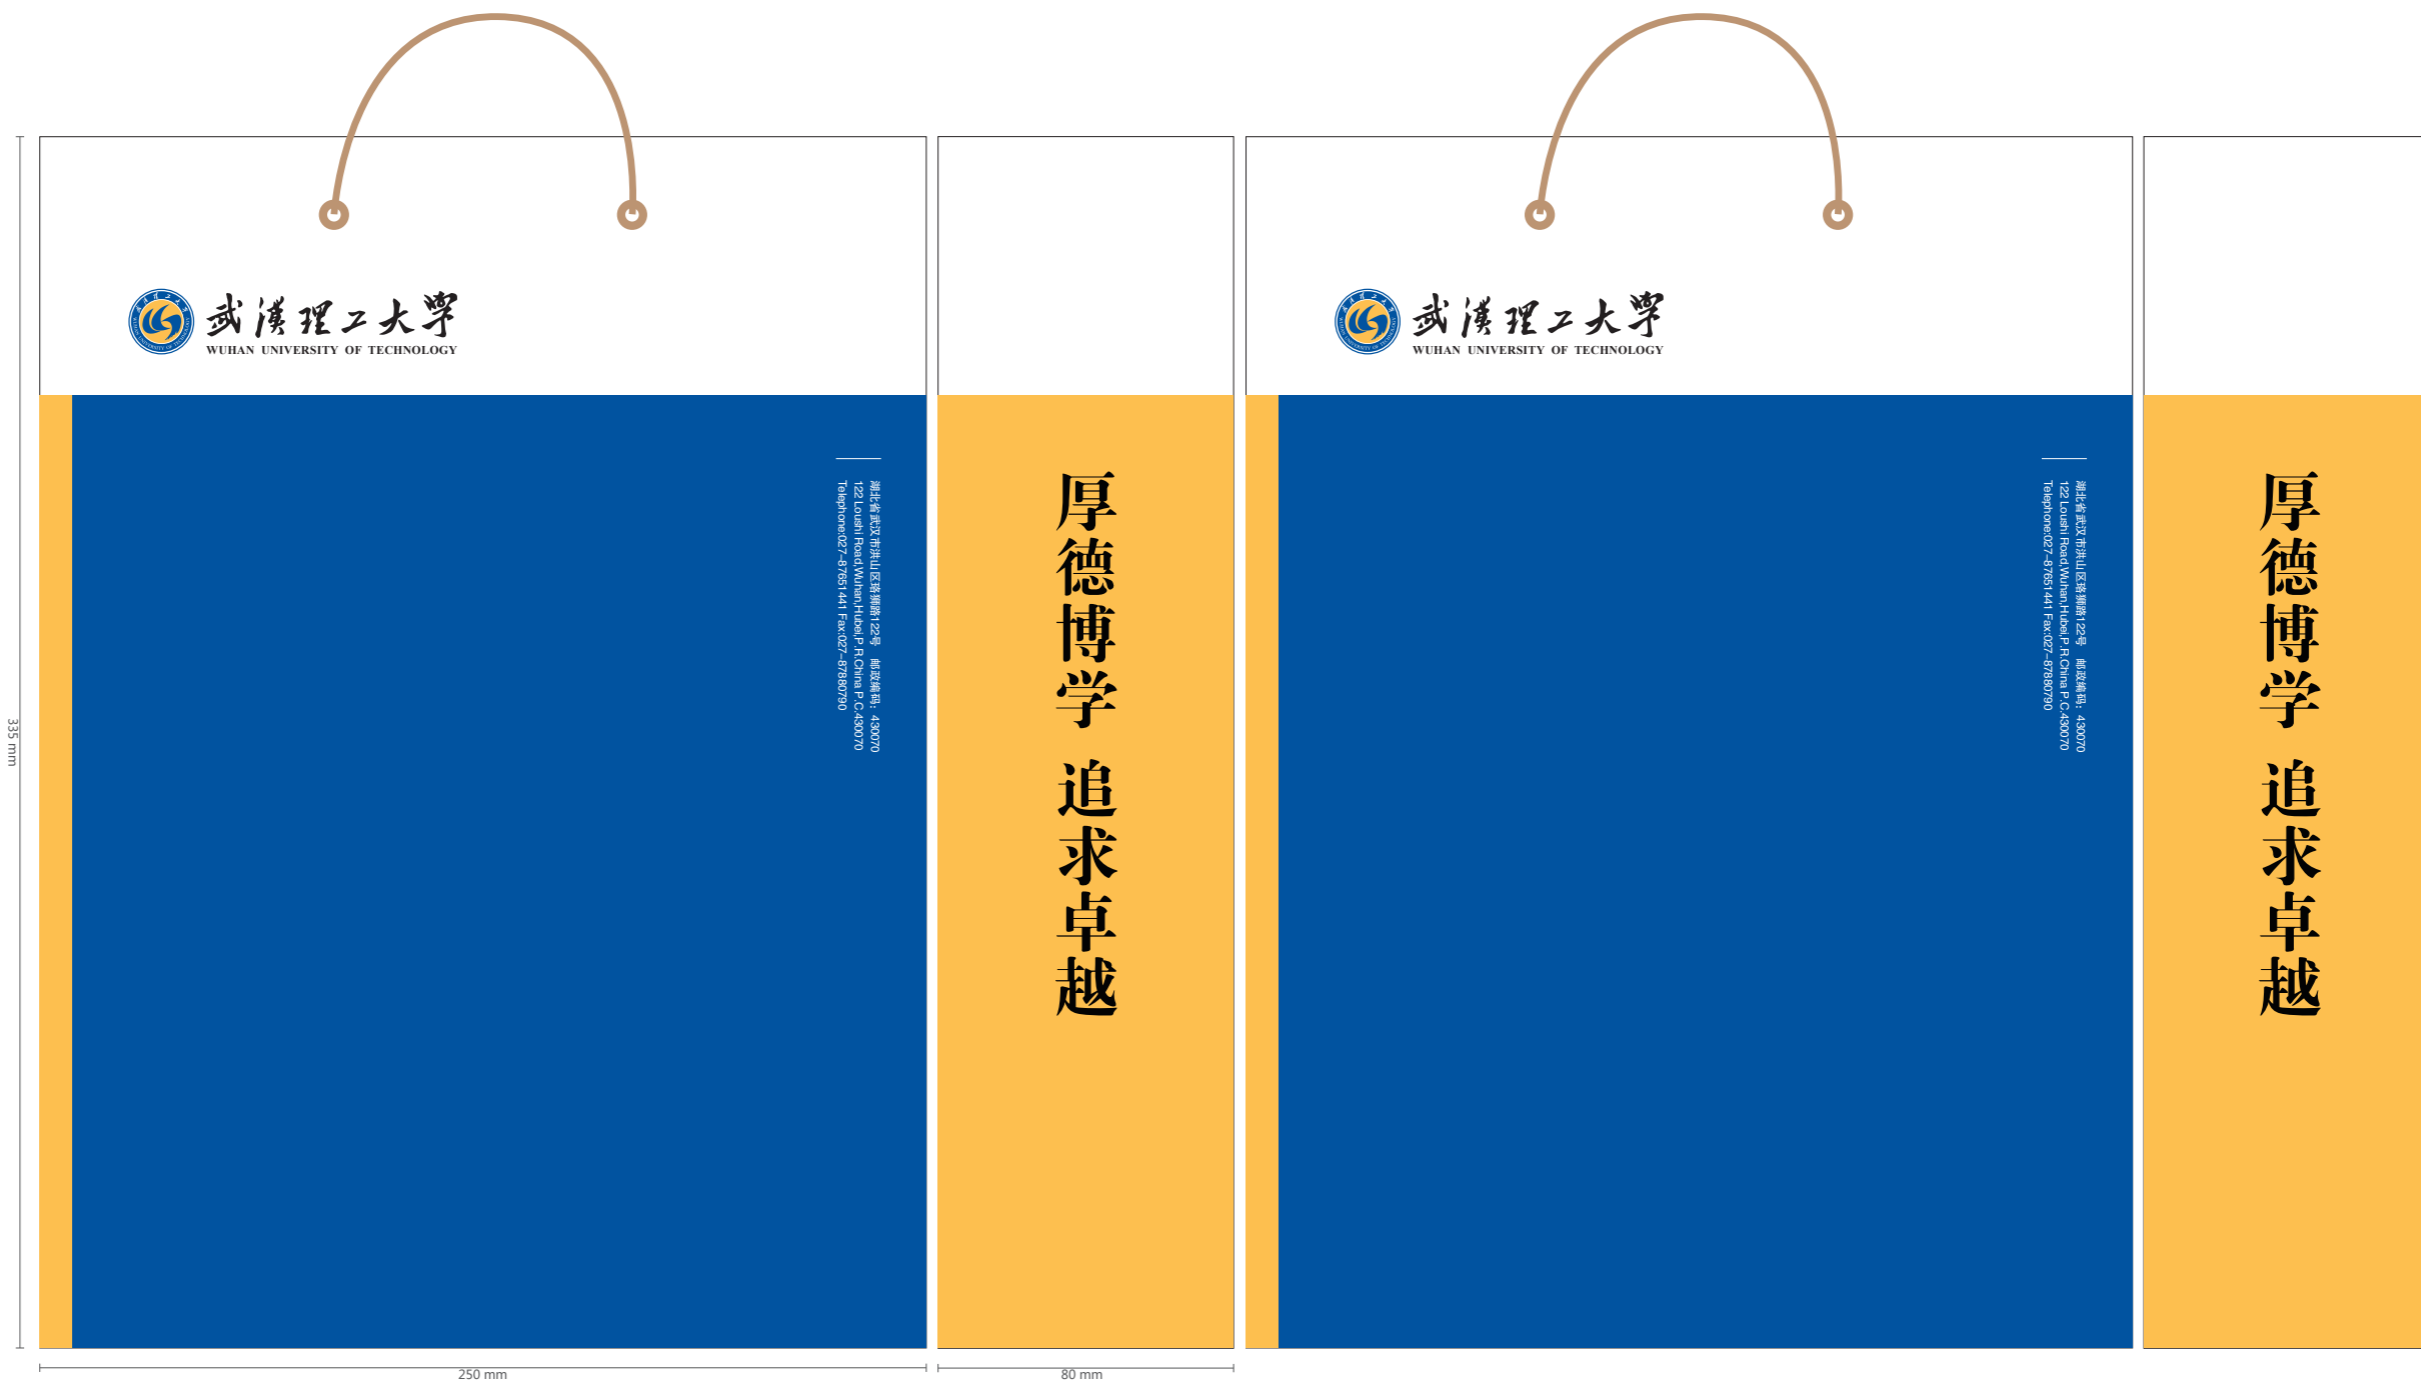 武漢理工大学
WUHAN UNIVERSITY OF TECHNOLOGY
湖北省武汉市洪山区珞狮路122号 邮政编码：430070
122 Loushi Road,Wuhan,Hubei,P.R.China P.C.430070
Telephone:027-87651441 Fax:027-87880790
厚德博学 追求卓越
武漢理工大学
WUHAN UNIVERSITY OF TECHNOLOGY
湖北省武汉市洪山区珞狮路122号 邮政编码：430070
122 Loushi Road,Wuhan,Hubei,P.R.China P.C.430070
Telephone:027-87651441 Fax:027-87880790
厚德博学 追求卓越
335 mm
250 mm
80 mm